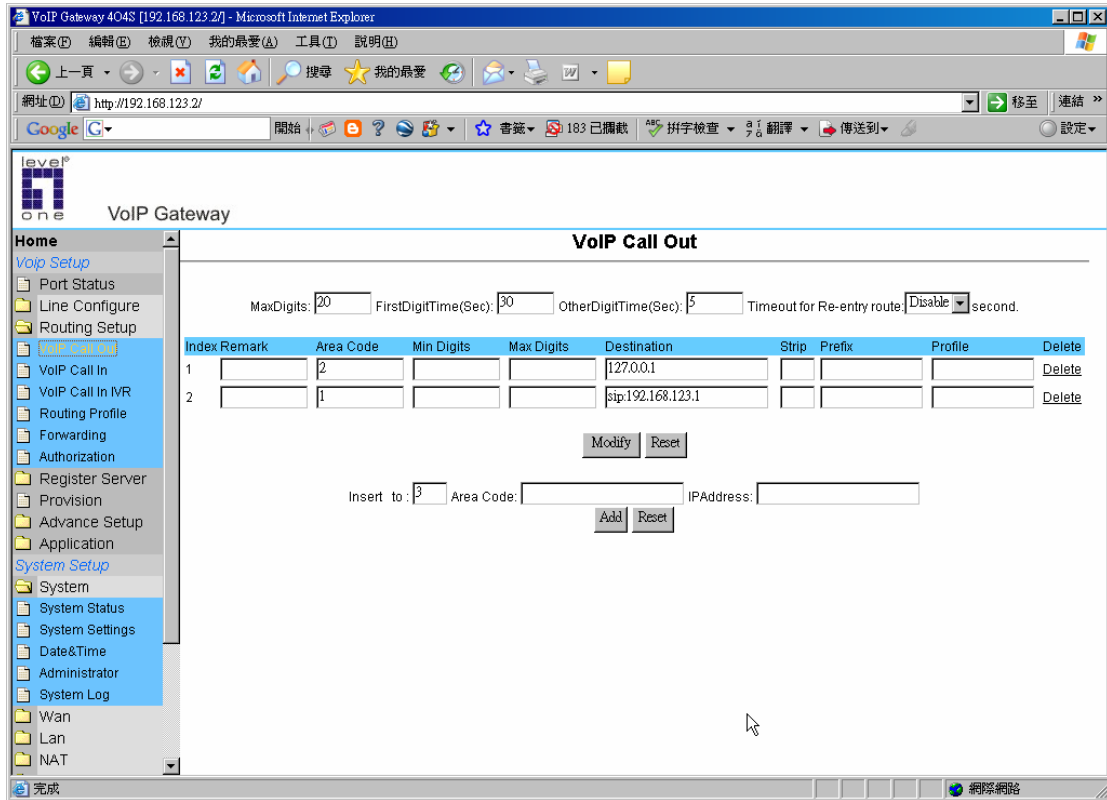 VoIP Gateway 4O4S [192.168.123.2/] - Microsoft Internet Explorer
檔案(F) 編輯(E) 檢視(V) 我的最愛(A) 工具(T) 說明(H)
上一頁 搜尋 我的最愛
網址(D) http://192.168.123.2/ 移至 連結 »
Google G 開始 183 已攔截 ABC 拼字檢查 翻譯 傳送到 設定
level one
VoIP Gateway
Home
Voip Setup
Port Status
Line Configure
Routing Setup
VoIP Call Out
VoIP Call In
VoIP Call In IVR
Routing Profile
Forwarding
Authorization
Register Server
Provision
Advance Setup
Application
System Setup
System
System Status
System Settings
Date&Time
Administrator
System Log
Wan
Lan
NAT
VoIP Call Out
MaxDigits: 20 FirstDigitTime(Sec): 30 OtherDigitTime(Sec): 5 Timeout for Re-entry route: Disable second.
Index Remark Area Code Min Digits Max Digits Destination Strip Prefix Profile Delete
1 2 127.0.0.1 Delete
2 1 sip:192.168.123.1 Delete
Modify Reset
Insert to : 3 Area Code: IPAddress:
Add Reset
完成 網際網路